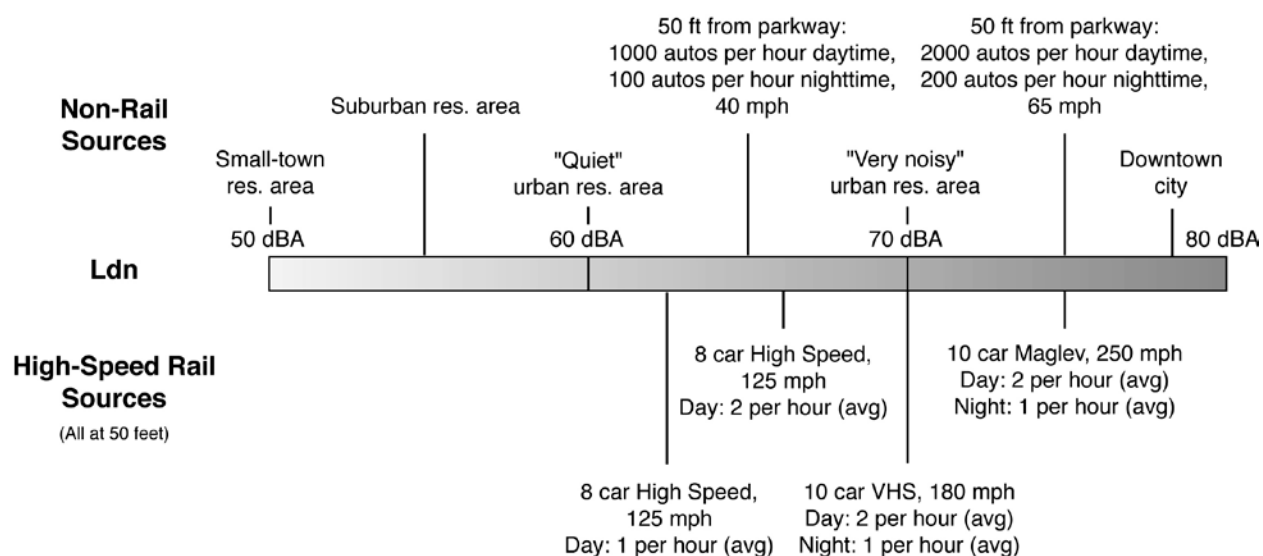 50 ft from parkway:
1000 autos per hour daytime,
100 autos per hour nighttime,
40 mph
50 ft from parkway:
2000 autos per hour daytime,
200 autos per hour nighttime,
65 mph
Non-Rail
Sources
Suburban res. area
Small-town
res. area
"Quiet"
urban res. area
"Very noisy"
urban res. area
Downtown
city
50 dBA
60 dBA
70 dBA
80 dBA
Ldn
High-Speed Rail
Sources
(All at 50 feet)
8 car High Speed,
125 mph
Day: 2 per hour (avg)
10 car Maglev, 250 mph
Day: 2 per hour (avg)
Night: 1 per hour (avg)
8 car High Speed,
125 mph
Day: 1 per hour (avg)
10 car VHS, 180 mph
Day: 2 per hour (avg)
Night: 1 per hour (avg)